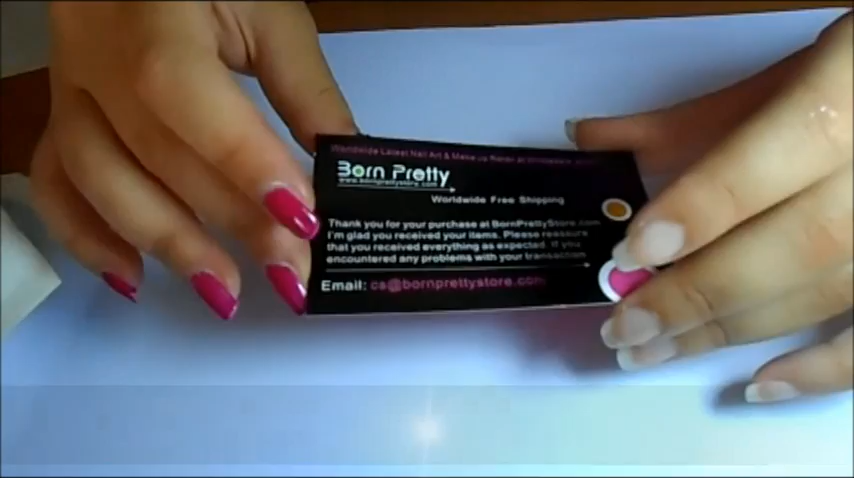 Worldwide Latest Nail Art & Make up Retail at Wholesale
Born Pretty
www.bornprettystore.com
Worldwide Free Shipping
Thank you for your purchase at BornPrettyStore.com
I'm glad you received your items. Please reassure
that you received everything as expected. If you
encountered any problems with your transaction
Email: cs@bornprettystore.com